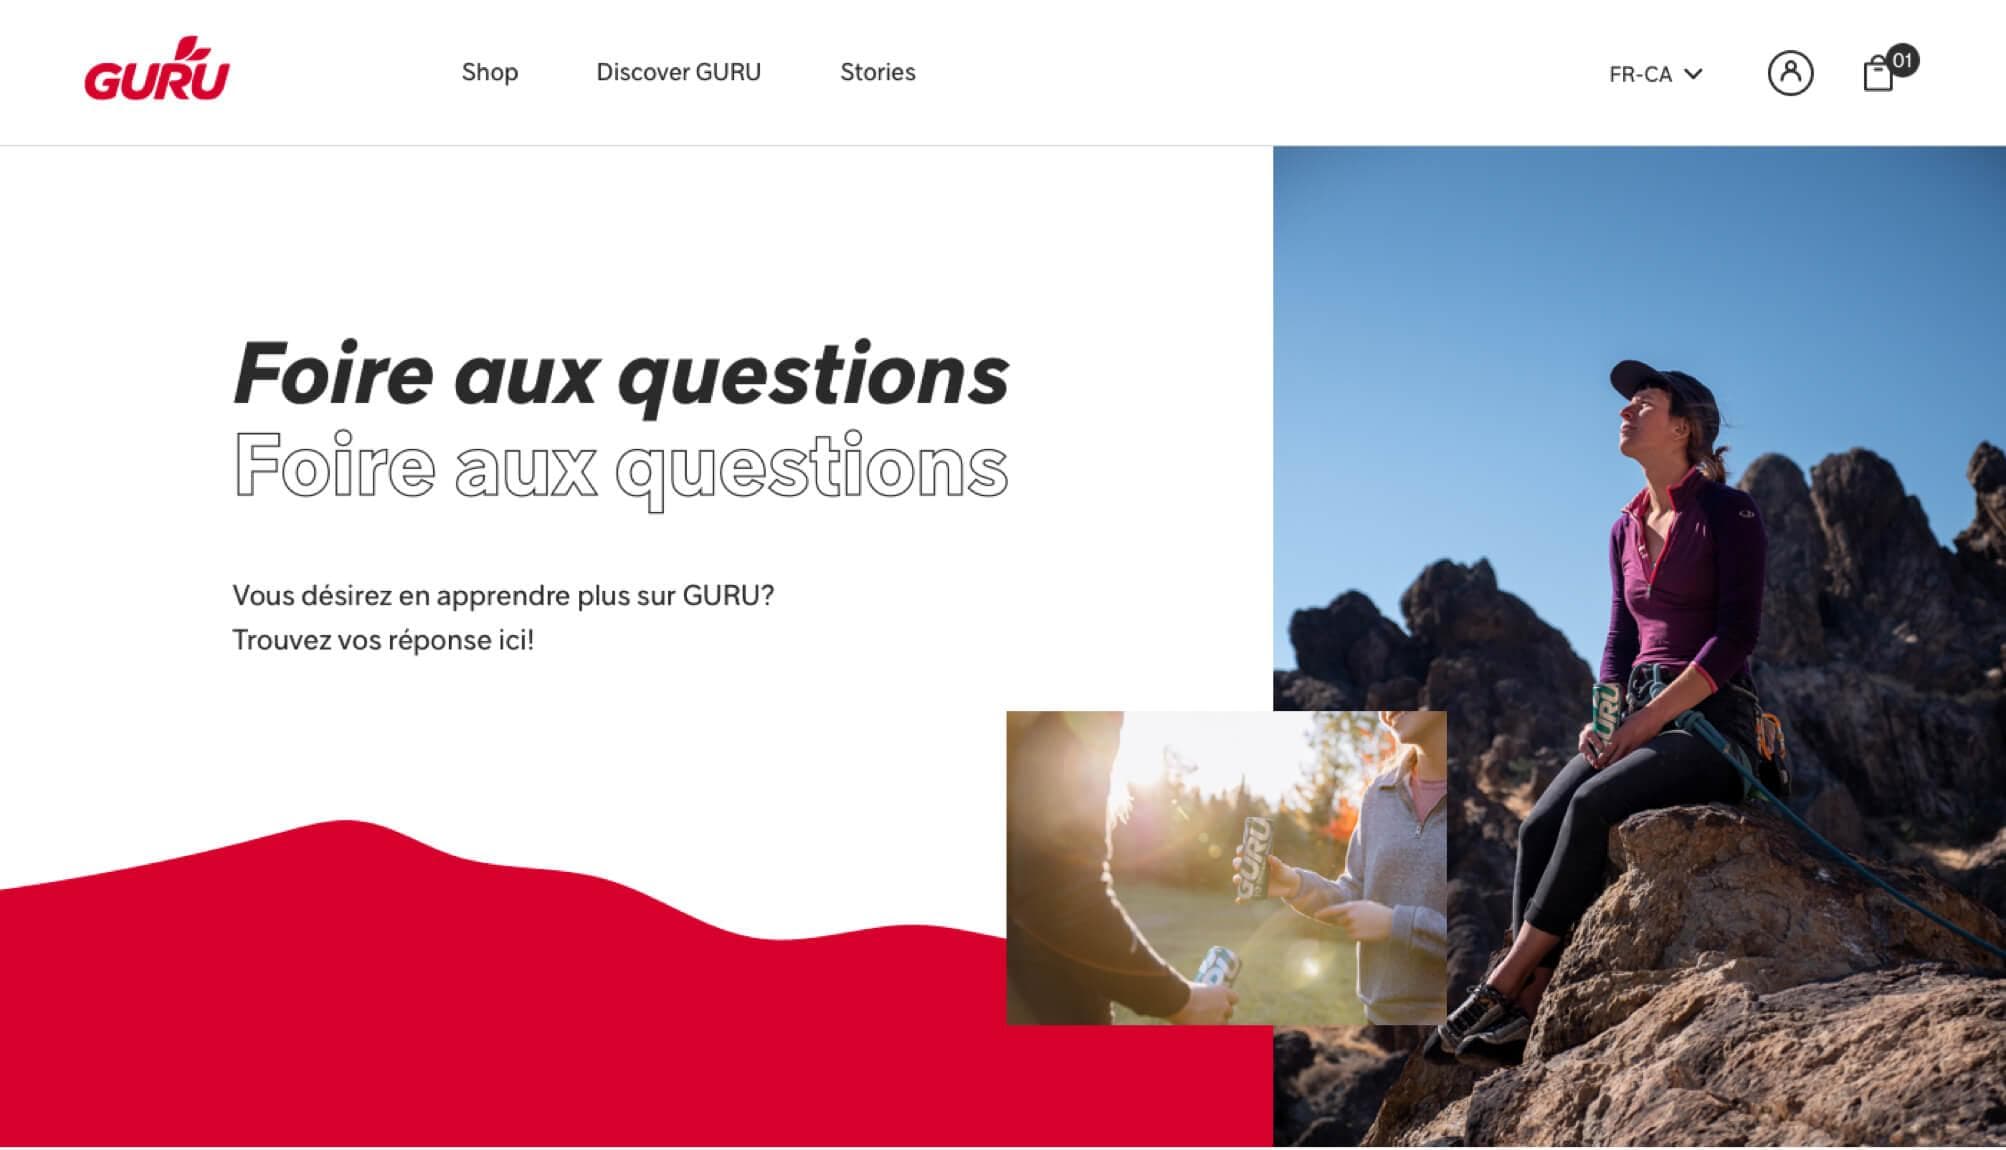 GURU
Shop
Discover GURU
Stories
FR-CA
01
Foire aux questions
Foire aux questions
Vous désirez en apprendre plus sur GURU?
Trouvez vos réponse ici!
GURU
URU